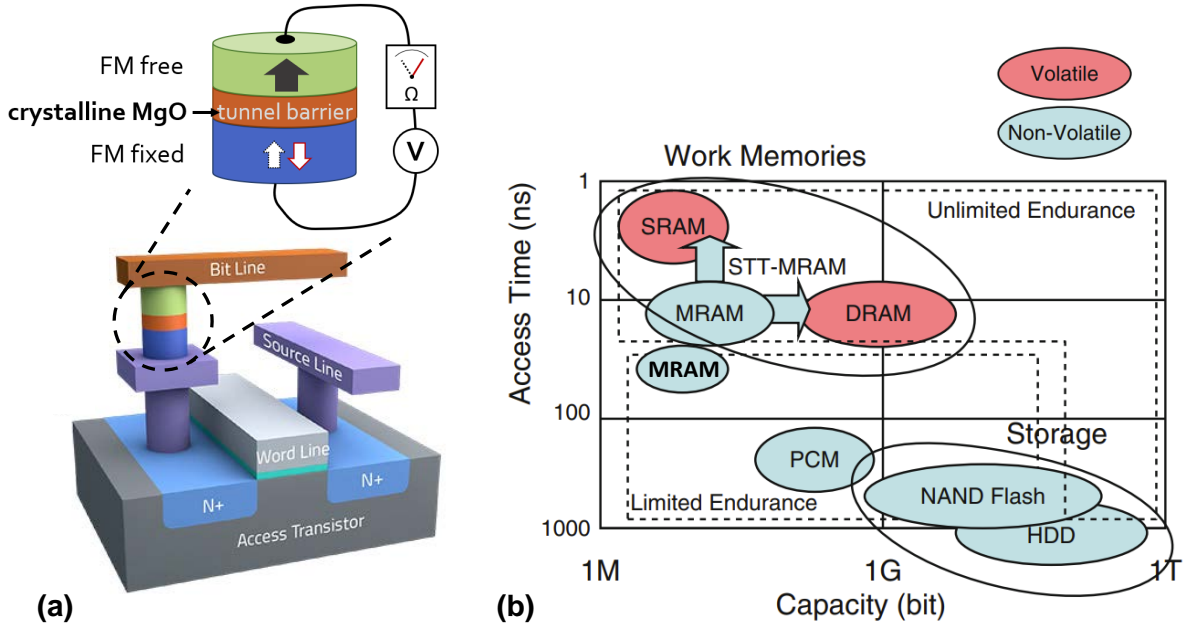 FM free
crystalline MgO
tunnel barrier
FM fixed
Ω
V
Bit Line
Source Line
Word Line
N+
N+
Access Transistor
(a)
Volatile
Non-Volatile
Work Memories
Access Time (ns)
1
10
100
1000
Unlimited Endurance
SRAM
STT-MRAM
MRAM
DRAM
MRAM
Storage
PCM
NAND Flash
Limited Endurance
HDD
1M
1G
1T
Capacity (bit)
(b)